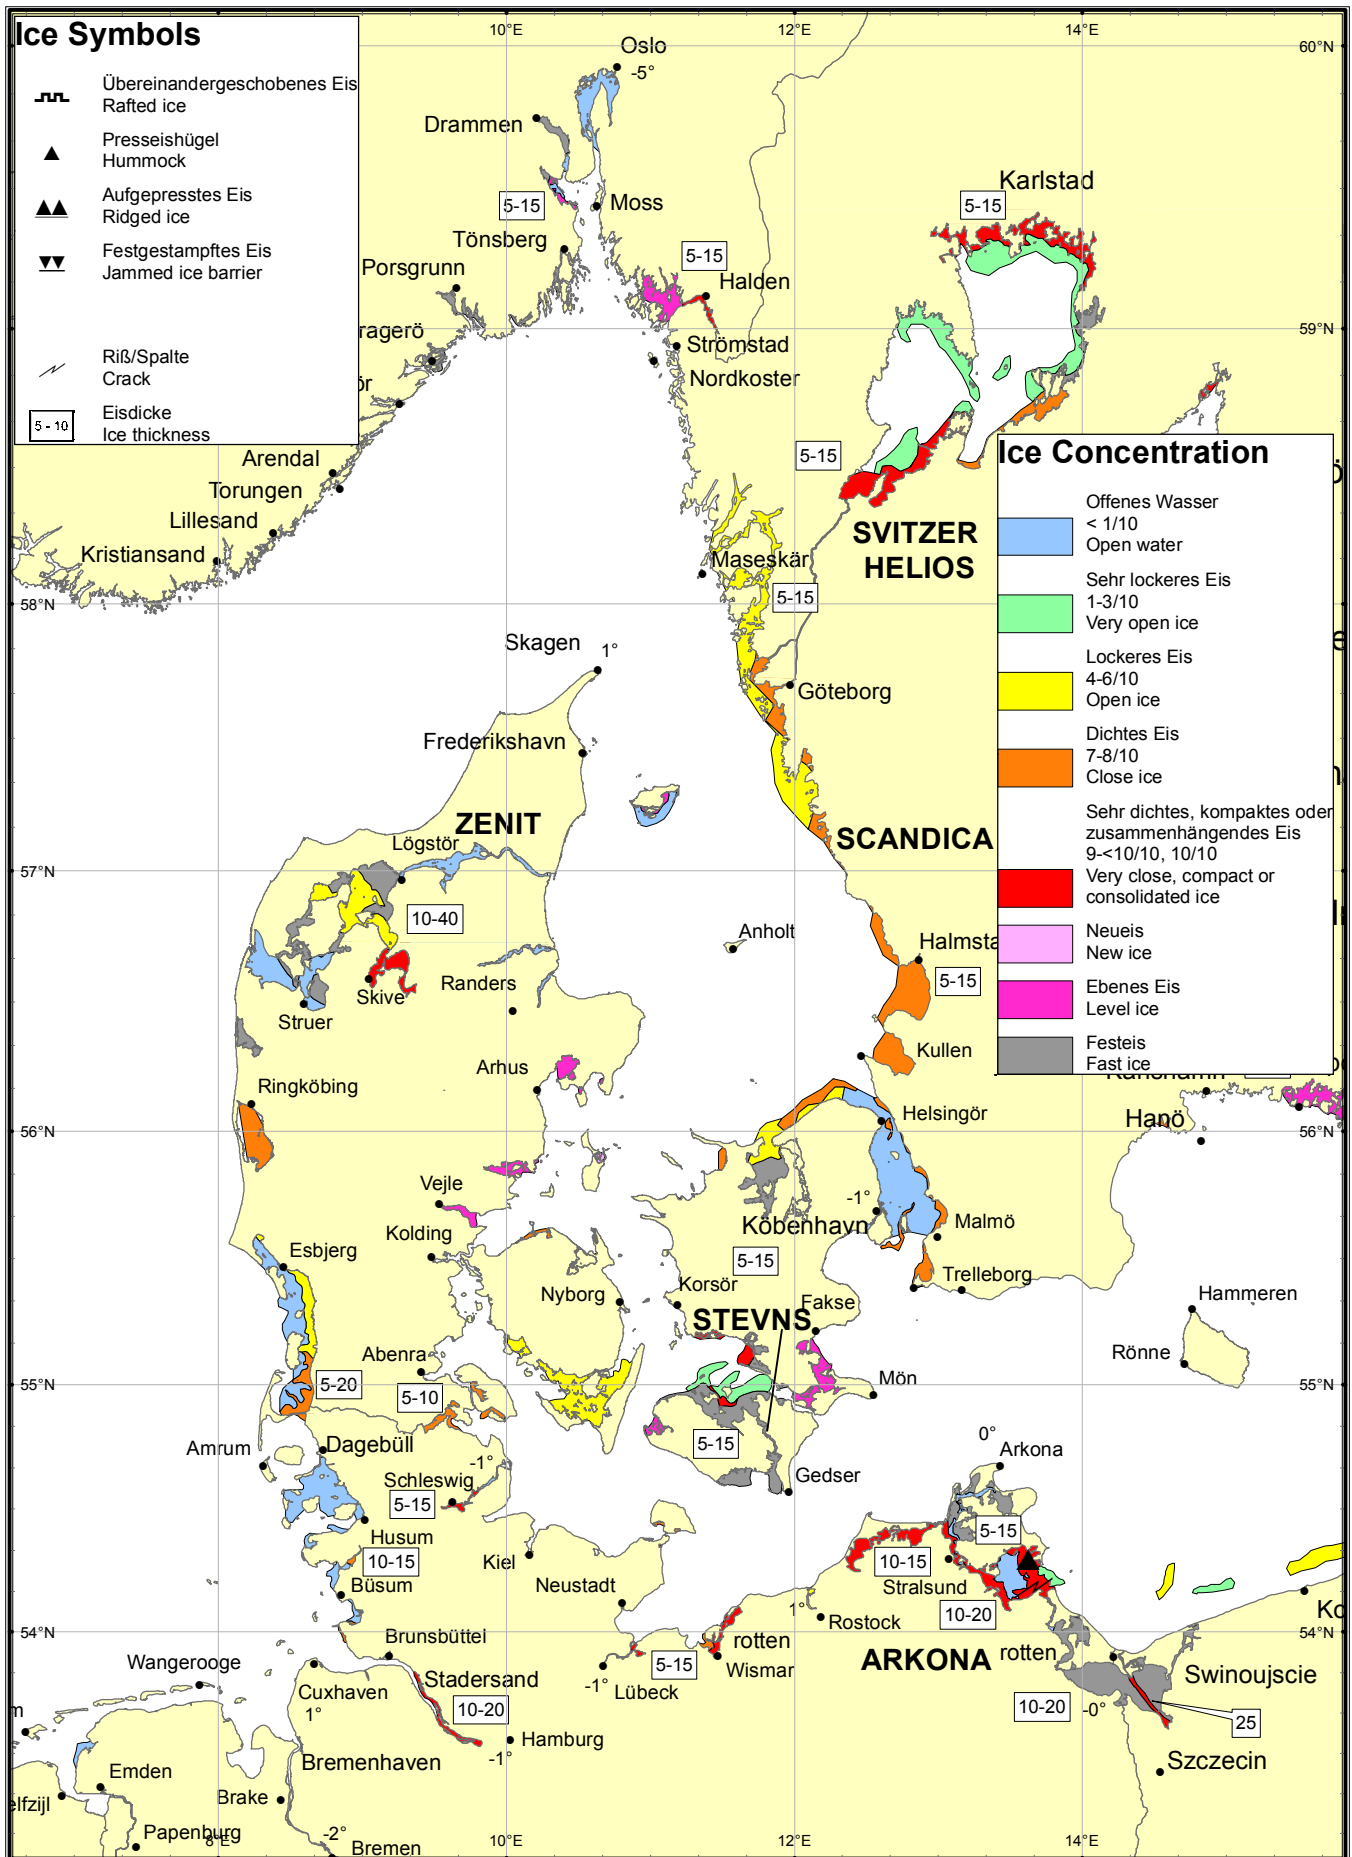 10°E
12°E
14°E
Ice Symbols
Übereinandergeschobenes Eis
Rafted ice
Presseishügel
Hummock
Aufgepresstes Eis
Ridged ice
Festgestampftes Eis
Jammed ice barrier
Riß/Spalte
Crack
5 - 10
Eisdicke
Ice thickness
Oslo
-5°
60°N
Drammen
Karlstad
5-15
5-15
Moss
Tönsberg
5-15
Porsgrunn
Halden
ragerö
59°N
Strömstad
Nordkoster
ör
5-15
Arendal
Torungen
Lillesand
Kristiansand
SVITZER
HELIOS
Maseskär
5-15
58°N
Ice Concentration
Offenes Wasser
< 1/10
Open water
Sehr lockeres Eis
1-3/10
Very open ice
Lockeres Eis
4-6/10
Open ice
Dichtes Eis
7-8/10
Close ice
Sehr dichtes, kompaktes oder
zusammenhängendes Eis
9-<10/10, 10/10
Very close, compact or
consolidated ice
Neueis
New ice
Ebenes Eis
Level ice
Festeis
Fast ice
Skagen
1°
Göteborg
Frederikshavn
ZENIT
SCANDICA
Lögstör
57°N
10-40
Anholt
Halmsta
Randers
5-15
Skive
Struer
Kullen
Arhus
Ringköbing
Helsingör
Hanö
56°N
Vejle
-1°
Köbenhavn
Malmö
Kolding
5-15
Esbjerg
Trelleborg
Nyborg
Korsör
Hammeren
STEVNS
Fakse
Abenra
Rönne
5-20
5-10
Mön
55°N
Amrum
Dagebüll
5-15
0°
Arkona
-1°
Schleswig
Gedser
5-15
Husum
5-15
10-15
Kiel
10-15
Büsum
Neustadt
Stralsund
1°
Rostock
10-20
Ko
54°N
Brunsbüttel
rotten
Wismar
5-15
ARKONA
rotten
Wangerooge
Stadersand
Swinoujscie
Cuxhaven
-1°
Lübeck
1°
10-20
10-20
-0°
25
Hamburg
-1°
Bremenhaven
Szczecin
Emden
Brake
elfzijl
-2°
Papenburg
Bremen
8°E
10°E
12°E
14°E